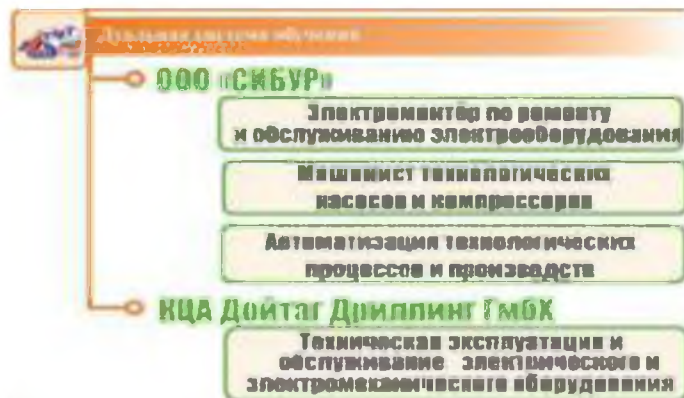 Дуальная система обучения
ООО «СИБУР»
Электромонтёр по ремонту
и обслуживанию электрооборудования
Машинист технологических
насосов и компрессоров
Автоматизация технологических
процессов и производств
КЦА Дойтаг Дриллинг ГмбХ
Техническая эксплуатация и
обслуживание электрического и
электромеханического оборудования